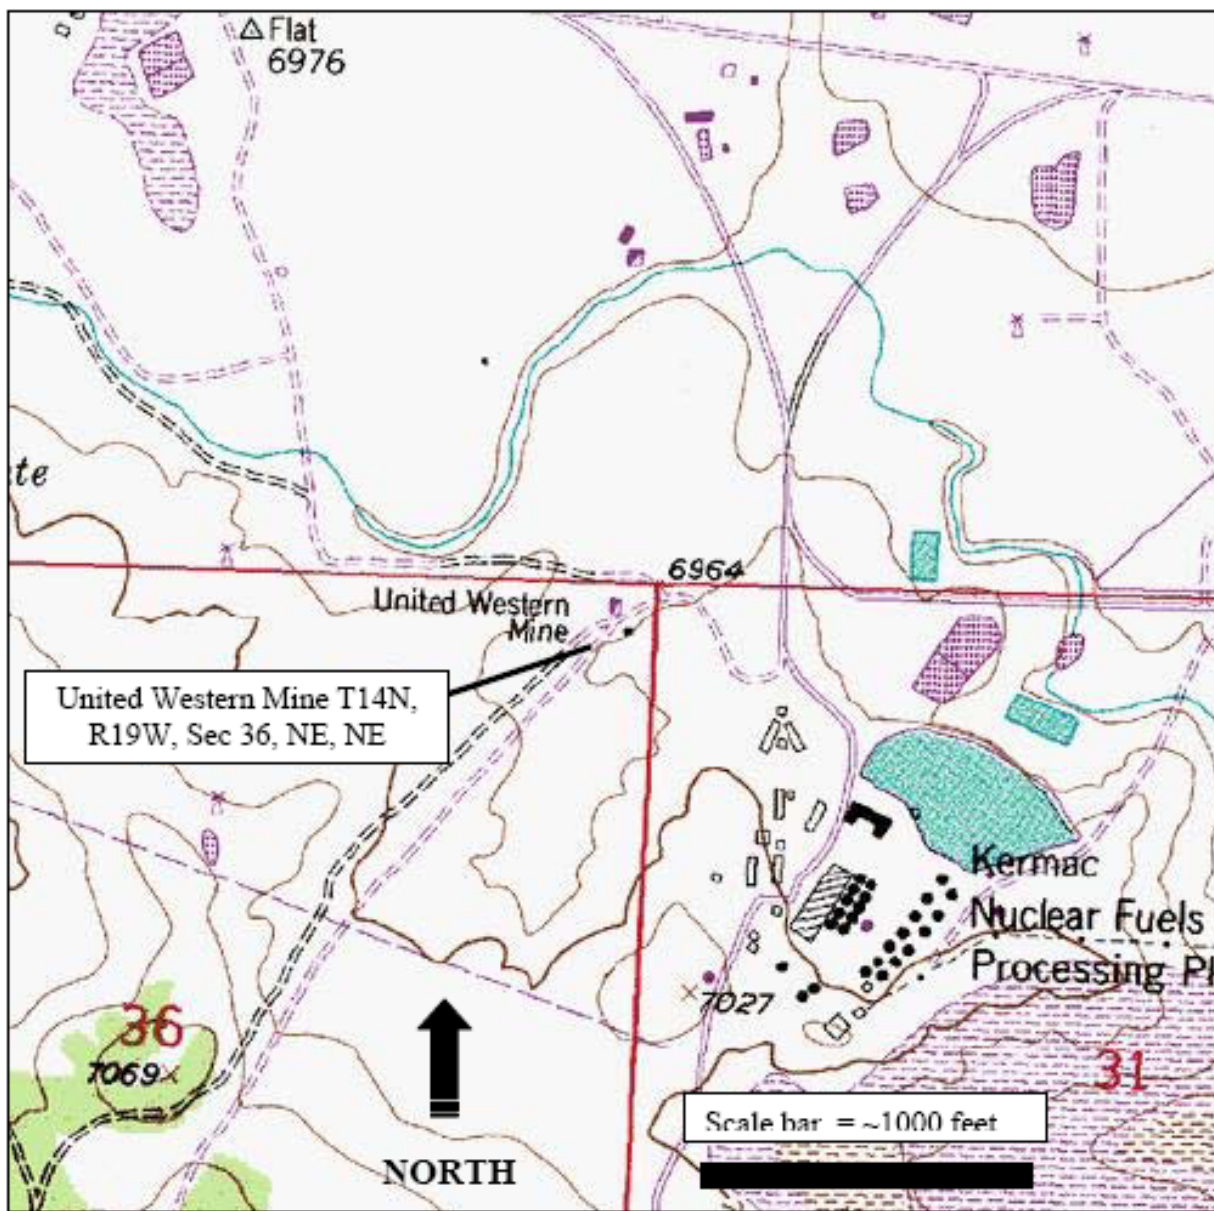 Flat
6976
te
6964
United Western
Mine
United Western Mine T14N,
R19W, Sec 36, NE, NE
Kermac
Nuclear Fuels
Processing Pl
7027
36
7069
31
NORTH
Scale bar = ~1000 feet